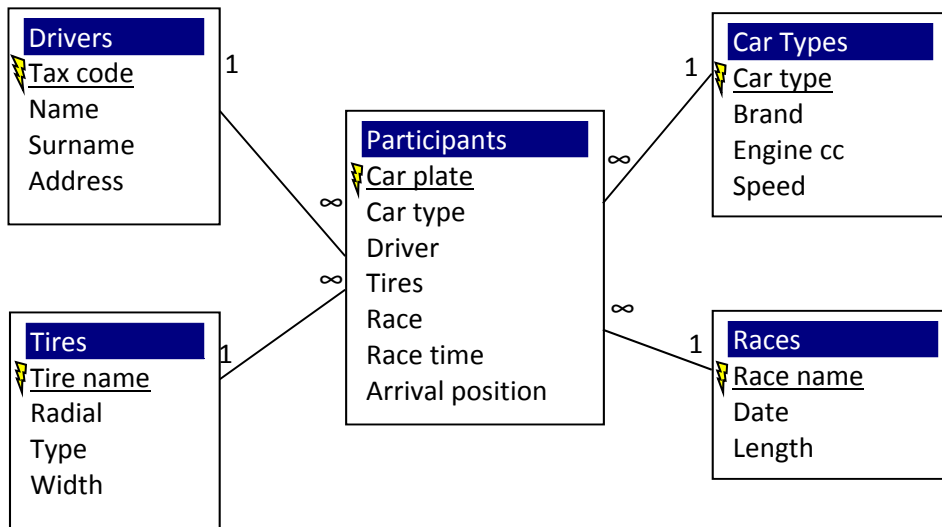 Drivers
Tax code
Name
Surname
Address
1
∞
Tires
Tire name
Radial
Type
Width
1
∞
Participants
Car plate
Car type
Driver
Tires
Race
Race time
Arrival position
Car Types
Car type
Brand
Engine cc
Speed
1
∞
Races
Race name
Date
Length
1
∞